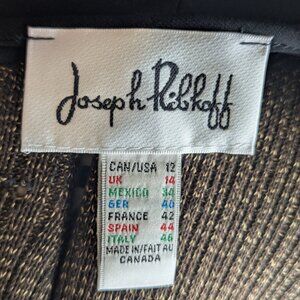 Joseph Ribkoff
CAN/USA 12
UK 14
MEXICO 34
GER 40
FRANCE 42
SPAIN 44
ITALY 46
MADE IN/FAIT AU
CANADA